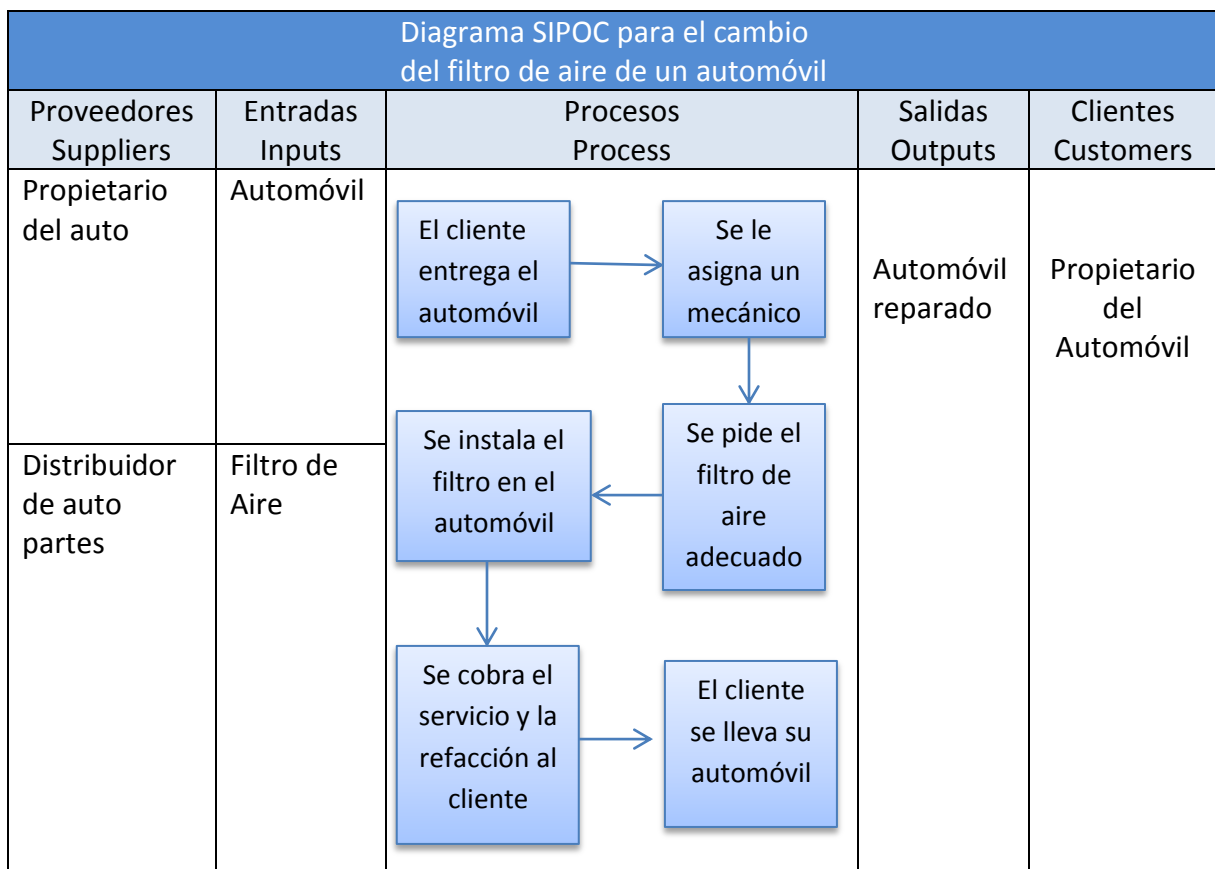 Diagrama SIPOC para el cambio
del filtro de aire de un automóvil
Proveedores
Suppliers
Entradas
Inputs
Procesos
Process
Salidas
Outputs
Clientes
Customers
Propietario
del auto
Automóvil
El cliente
entrega el
automóvil
Se le
asigna un
mecánico
Automóvil
reparado
Propietario
del
Automóvil
Distribuidor
de auto
partes
Filtro de
Aire
Se pide el
filtro de
aire
adecuado
Se instala el
filtro en el
automóvil
Se cobra el
servicio y la
refacción al
cliente
El cliente
se lleva su
automóvil